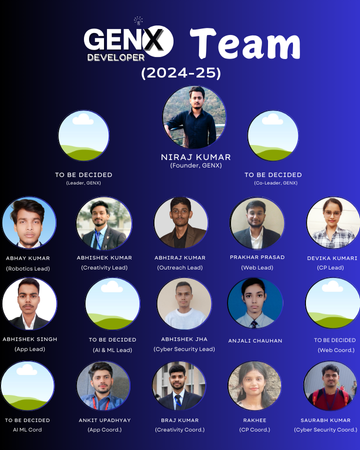 GENX Team
DEVELOPER
(2024-25)
NIRAJ KUMAR
(Founder, GENX)
TO BE DECIDED
(Leader, GENX)
TO BE DECIDED
(Co-Leader, GENX)
ABHAY KUMAR
(Robotics Lead)
ABHISEK KUMAR
(Creativity Lead)
ABHIRAJ KUMAR
(Outreach Lead)
PRAKHAR PRASAD
(Web Lead)
DEVIKA KUMARI
(CP Lead)
ABHISHEK SINGH
(App Lead)
TO BE DECIDED
(AI & ML Lead)
ABHISHEK JHA
(Cyber Security Lead)
ANJALI CHAUHAN
TO BE DECIDED
(Web Coord.)
TO BE DECIDED
AI ML Cord
ANKIT UPADHYAY
(App Coord.)
BRAJ KUMAR
(Creativity Coord.)
RAKHEE
(CP Coord.)
SAURABH KUMAR
(Cyber Security Coord.)